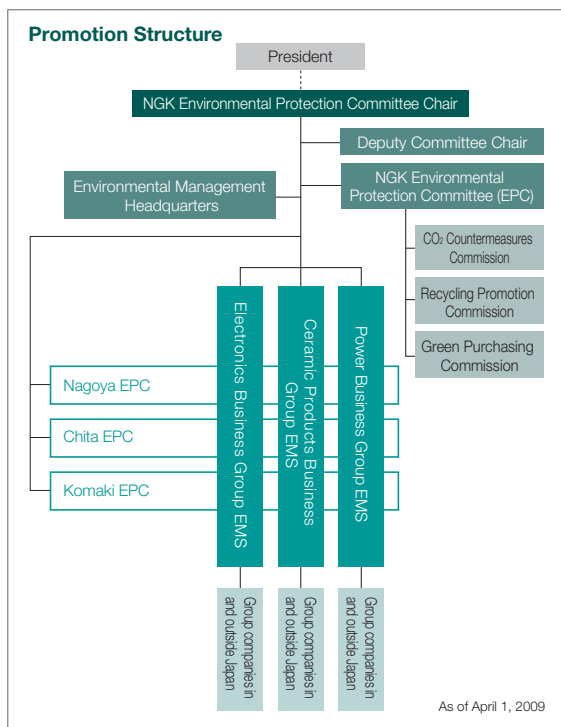 Promotion Structure
President
NGK Environmental Protection Committee Chair
Deputy Committee Chair
Environmental Management
Headquarters
NGK Environmental
Protection Committee (EPC)
CO₂ Countermeasures
Commission
Recycling Promotion
Commission
Green Purchasing
Commission
Electronics Business Group EMS
Ceramic Products Business
Group EMS
Power Business Group EMS
Nagoya EPC
Chita EPC
Komaki EPC
Group companies in
and outside Japan
Group companies in
and outside Japan
Group companies in
and outside Japan
As of April 1, 2009